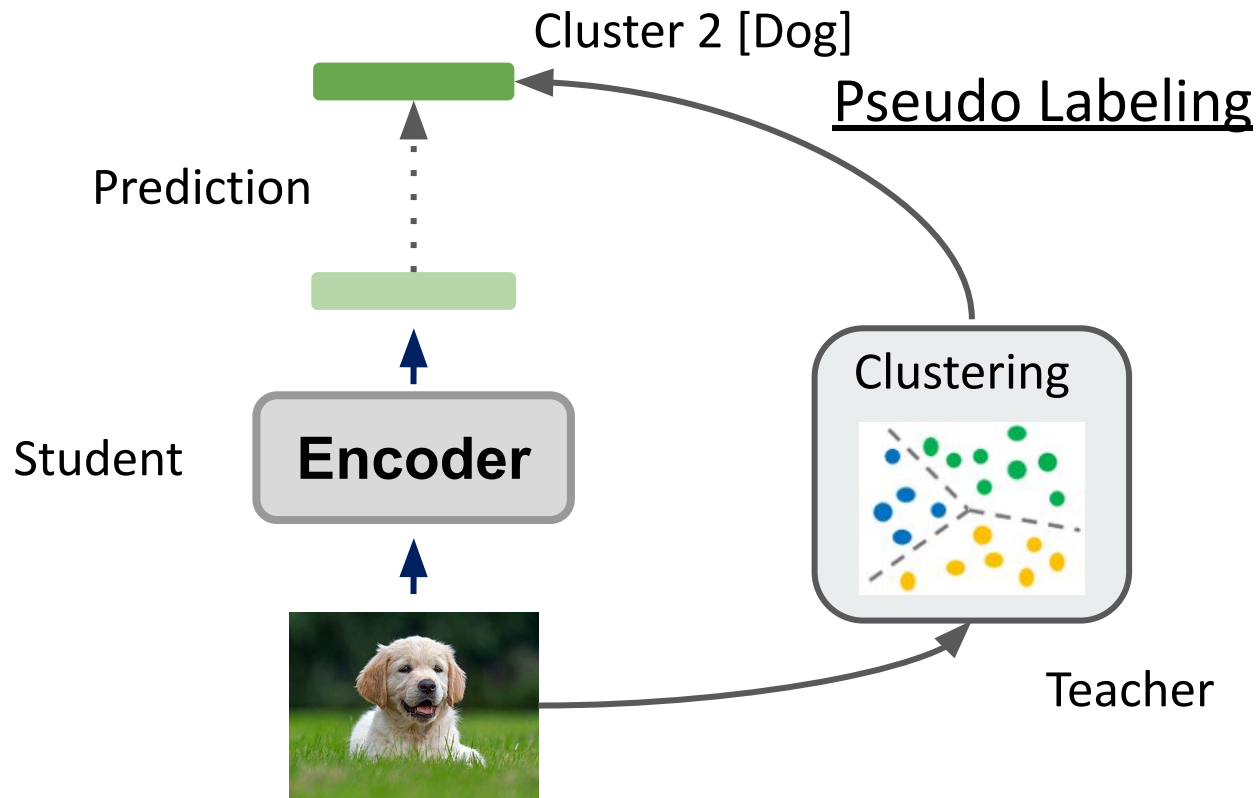 Cluster 2 [Dog]
Pseudo Labeling
Prediction
Clustering
Student
Encoder
Teacher